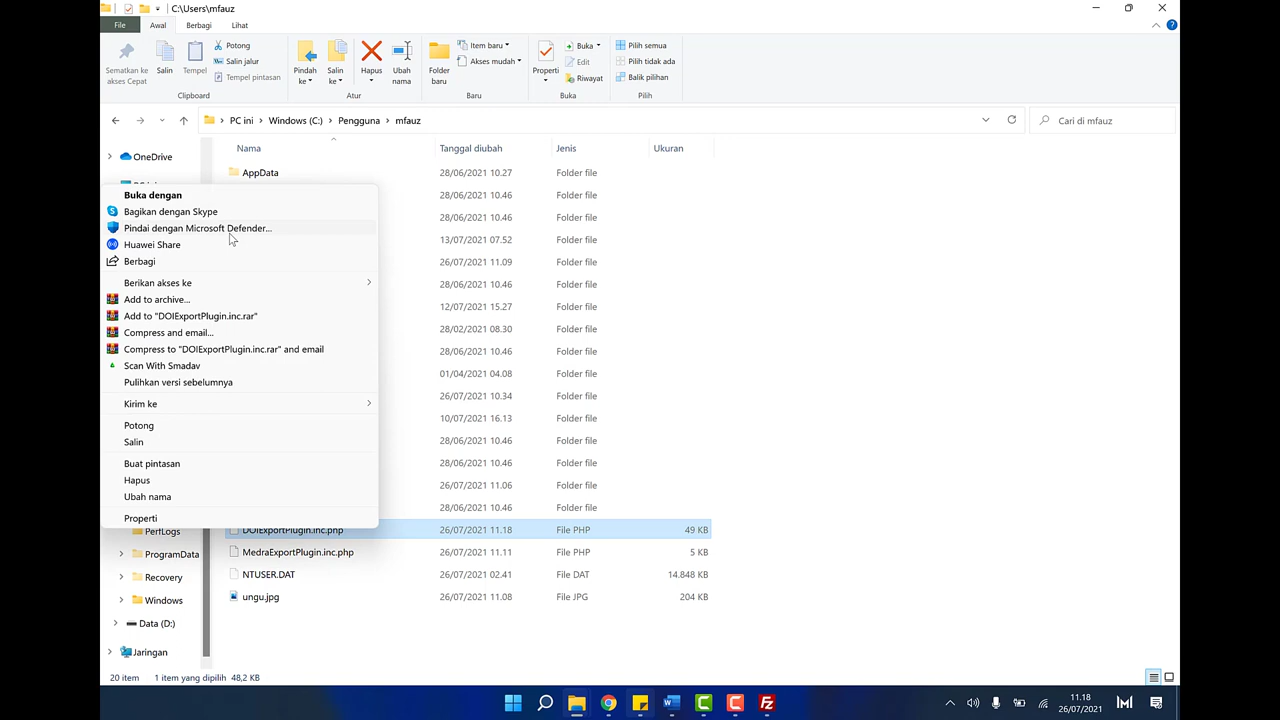 C:\Users\mfauz
File
Awal
Berbagi
Lihat
Sematkan ke
akses Cepat
Salin
Tempel
Potong
Salin jalur
Tempel pintasan
Clipboard
Pindah
ke
Salin
ke
Hapus
Ubah
nama
Atur
Folder
baru
Item baru
Akses mudah
Baru
Properti
Buka
Edit
Riwayat
Buka
Pilih semua
Pilih tidak ada
Balik pilihan
Pilih
PC ini
Windows (C:)
Pengguna
mfauz
Cari di mfauz
Nama
Tanggal diubah
Jenis
Ukuran
OneDrive
AppData 28/06/2021 10.27 Folder file
28/06/2021 10.46 Folder file
28/06/2021 10.46 Folder file
13/07/2021 07.52 Folder file
26/07/2021 11.09 Folder file
28/06/2021 10.46 Folder file
12/07/2021 15.27 Folder file
28/02/2021 08.30 Folder file
28/06/2021 10.46 Folder file
01/04/2021 04.08 Folder file
26/07/2021 10.34 Folder file
10/07/2021 16.13 Folder file
28/06/2021 10.46 Folder file
28/06/2021 10.46 Folder file
26/07/2021 11.06 Folder file
28/06/2021 10.46 Folder file
DOIExportPlugin.inc.php 26/07/2021 11.18 File PHP 49 KB
MedraExportPlugin.inc.php 26/07/2021 11.11 File PHP 5 KB
NTUSER.DAT 26/07/2021 02.41 File DAT 14.848 KB
ungu.jpg 26/07/2021 11.08 File JPG 204 KB
Buka dengan
Bagikan dengan Skype
Pindai dengan Microsoft Defender...
Huawei Share
Berbagi
Berikan akses ke
Add to archive...
Add to "DOIExportPlugin.inc.rar"
Compress and email...
Compress to "DOIExportPlugin.inc.rar" and email
Scan With Smadav
Pulihkan versi sebelumnya
Kirim ke
Potong
Salin
Buat pintasan
Hapus
Ubah nama
Properti
PerfLogs
ProgramData
Recovery
Windows
Data (D:)
Jaringan
20 item
1 item yang dipilih 48,2 KB
11.18
26/07/2021